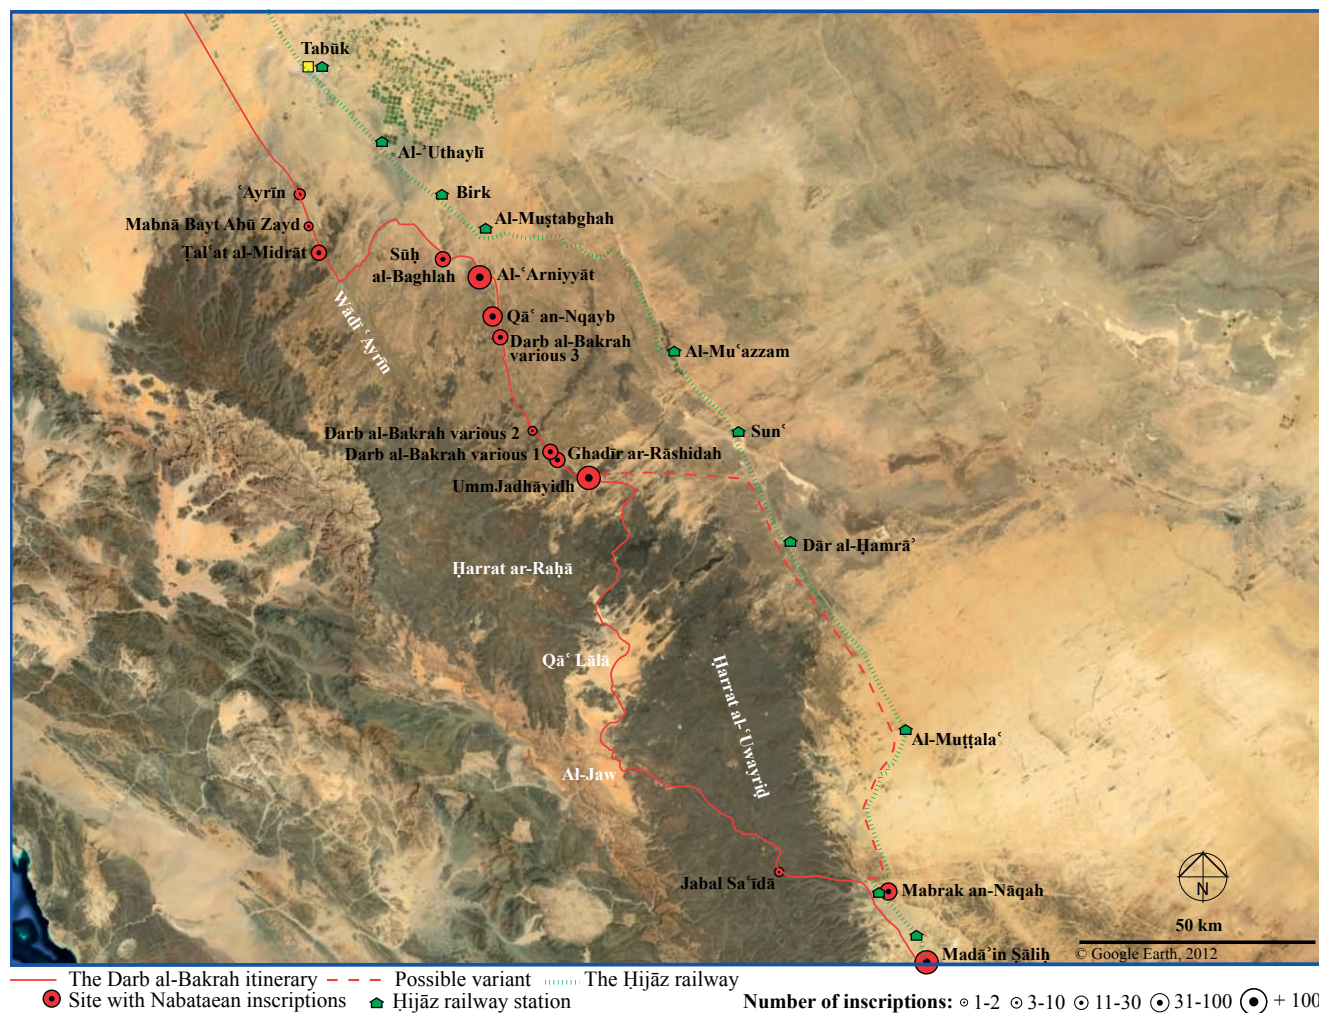 Tabūk
Al-ʾUthaylī
ʿAyrīn
Birk
Mabnā Bayt Abū Zayd
Al-Muṣtabghah
Ṭalʿat al-Midrāt
Sūḥ
al-Baghlah
Al-ʿArniyyāt
Wādī ʿAyrīn
Qāʿ an-Nqayb
Darb al-Bakrah
various 3
Al-Muʿazzam
Darb al-Bakrah various 2
Sunʿ
Darb al-Bakrah various 1
Ghadīr ar-Rāshidah
UmmJadhāyidh
Dār al-Ḥamrāʾ
Ḥarrat ar-Raḥā
Qāʿ Lālā
Ḥarrat al-ʿUwayriḍ
Al-Muṭṭalaʿ
Al-Jaw
Jabal Saʿīdā
Mabrak an-Nāqah
N
50 km
Madāʾin Ṣāliḥ
© Google Earth, 2012
The Darb al-Bakrah itinerary
Possible variant
The Ḥijāz railway
Site with Nabataean inscriptions
Ḥijāz railway station
Number of inscriptions: 1-2 3-10 11-30 31-100 + 100